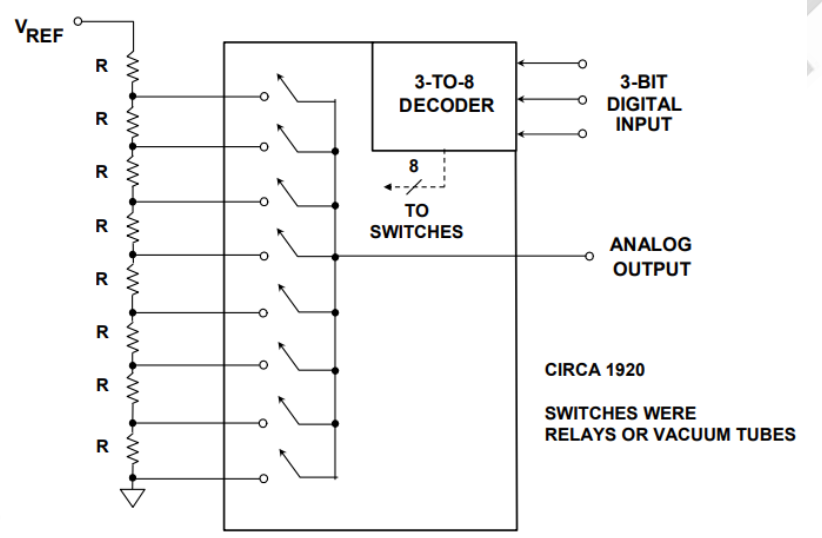 VREF
R
R
R
R
R
R
R
R
3-TO-8
DECODER
3-BIT
DIGITAL
INPUT
8
TO
SWITCHES
ANALOG
OUTPUT
CIRCA 1920
SWITCHES WERE
RELAYS OR VACUUM TUBES